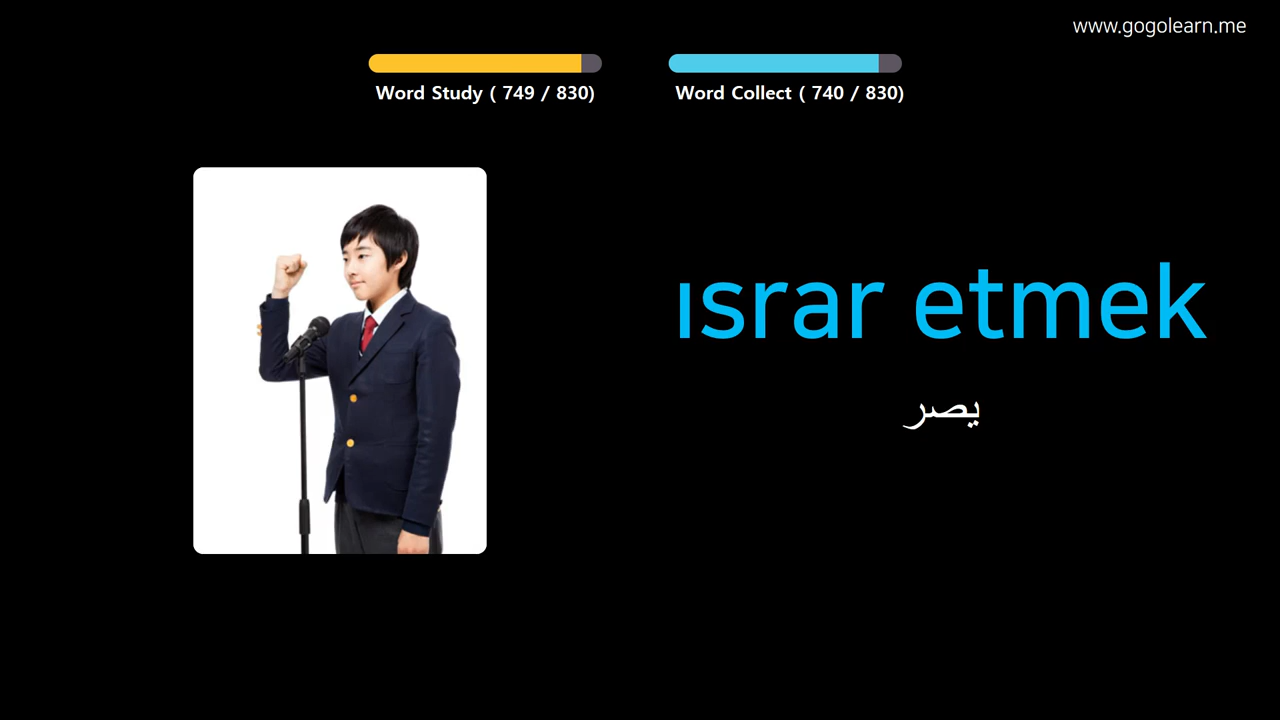 www.gogolearn.me
Word Study ( 749 / 830)
Word Collect ( 740 / 830)
ısrar etmek
يصر